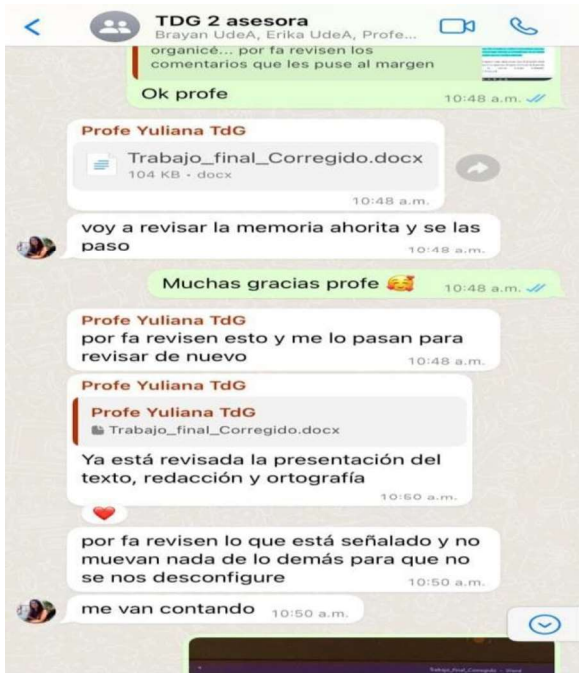 TDG 2 asesora
Brayan UdeA, Erika UdeA, Profe...
organicé... por fa revisen los
comentarios que les puse al margen
Ok profe
10:48 a.m.
Profe Yuliana TdG
Trabajo_final_Corregido.docx
104 KB · docx
10:48 a.m.
voy a revisar la memoria ahorita y se las
paso
10:48 a.m.
Muchas gracias profe 🥰
10:48 a.m.
Profe Yuliana TdG
por fa revisen esto y me lo pasan para
revisar de nuevo
10:48 a.m.
Profe Yuliana TdG
Profe Yuliana TdG
Trabajo_final_Corregido.docx
Ya está revisada la presentación del
texto, redacción y ortografía
10:50 a.m.
por fa revisen lo que está señalado y no
muevan nada de lo demás para que no
se nos desconfigure
10:50 a.m.
me van contando
10:50 a.m.